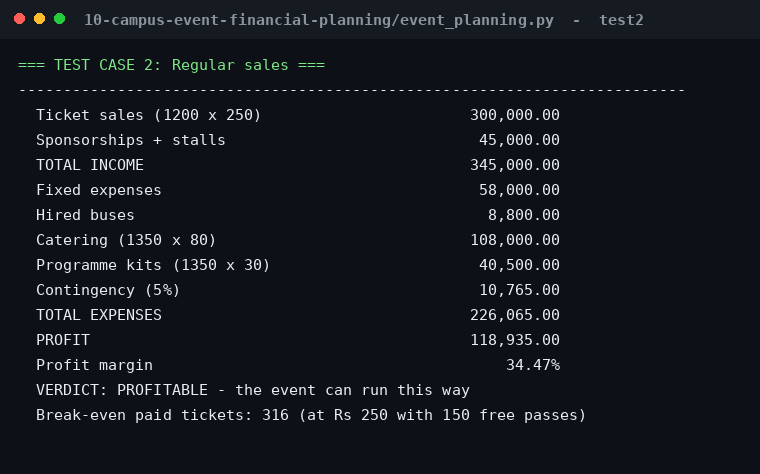 10-campus-event-financial-planning/event_planning.py - test2
=== TEST CASE 2: Regular sales ===
--------------------------------------------------------------------------
Ticket sales (1200 x 250) 300,000.00
Sponsorships + stalls 45,000.00
TOTAL INCOME 345,000.00
Fixed expenses 58,000.00
Hired buses 8,800.00
Catering (1350 x 80) 108,000.00
Programme kits (1350 x 30) 40,500.00
Contingency (5%) 10,765.00
TOTAL EXPENSES 226,065.00
PROFIT 118,935.00
Profit margin 34.47%
VERDICT: PROFITABLE - the event can run this way
Break-even paid tickets: 316 (at Rs 250 with 150 free passes)